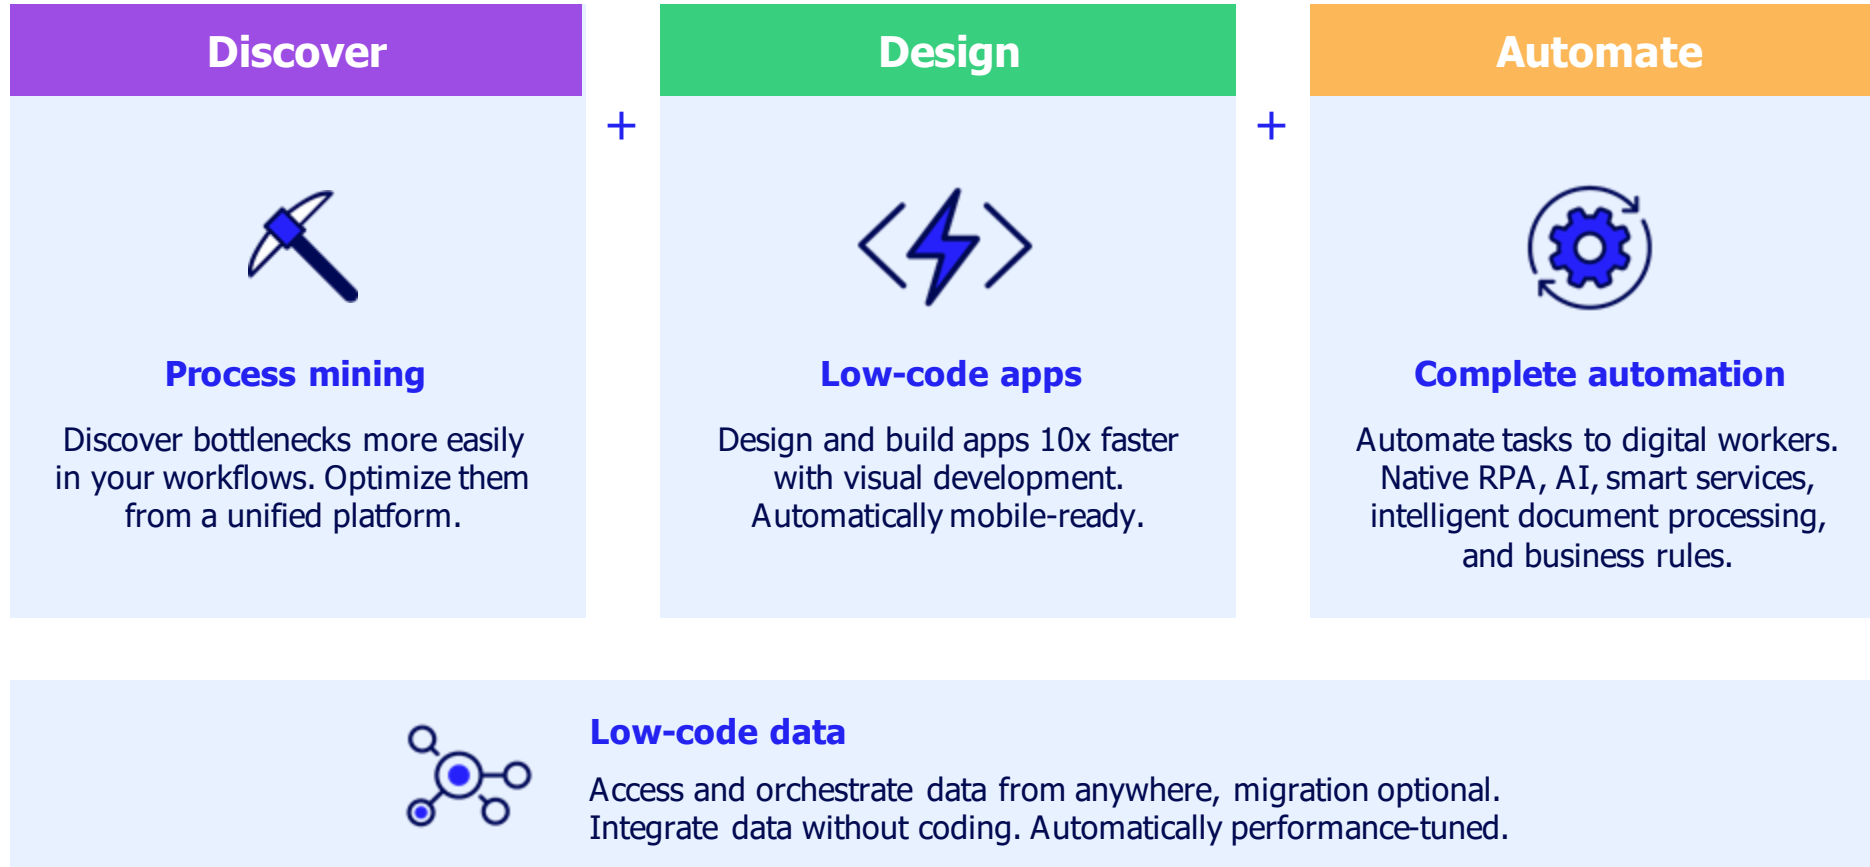 Discover
Process mining
Discover bottlenecks more easily
in your workflows. Optimize them
from a unified platform.
+
Design
Low-code apps
Design and build apps 10x faster
with visual development.
Automatically mobile-ready.
+
Automate
Complete automation
Automate tasks to digital workers.
Native RPA, AI, smart services,
intelligent document processing,
and business rules.
Low-code data
Access and orchestrate data from anywhere, migration optional.
Integrate data without coding. Automatically performance-tuned.